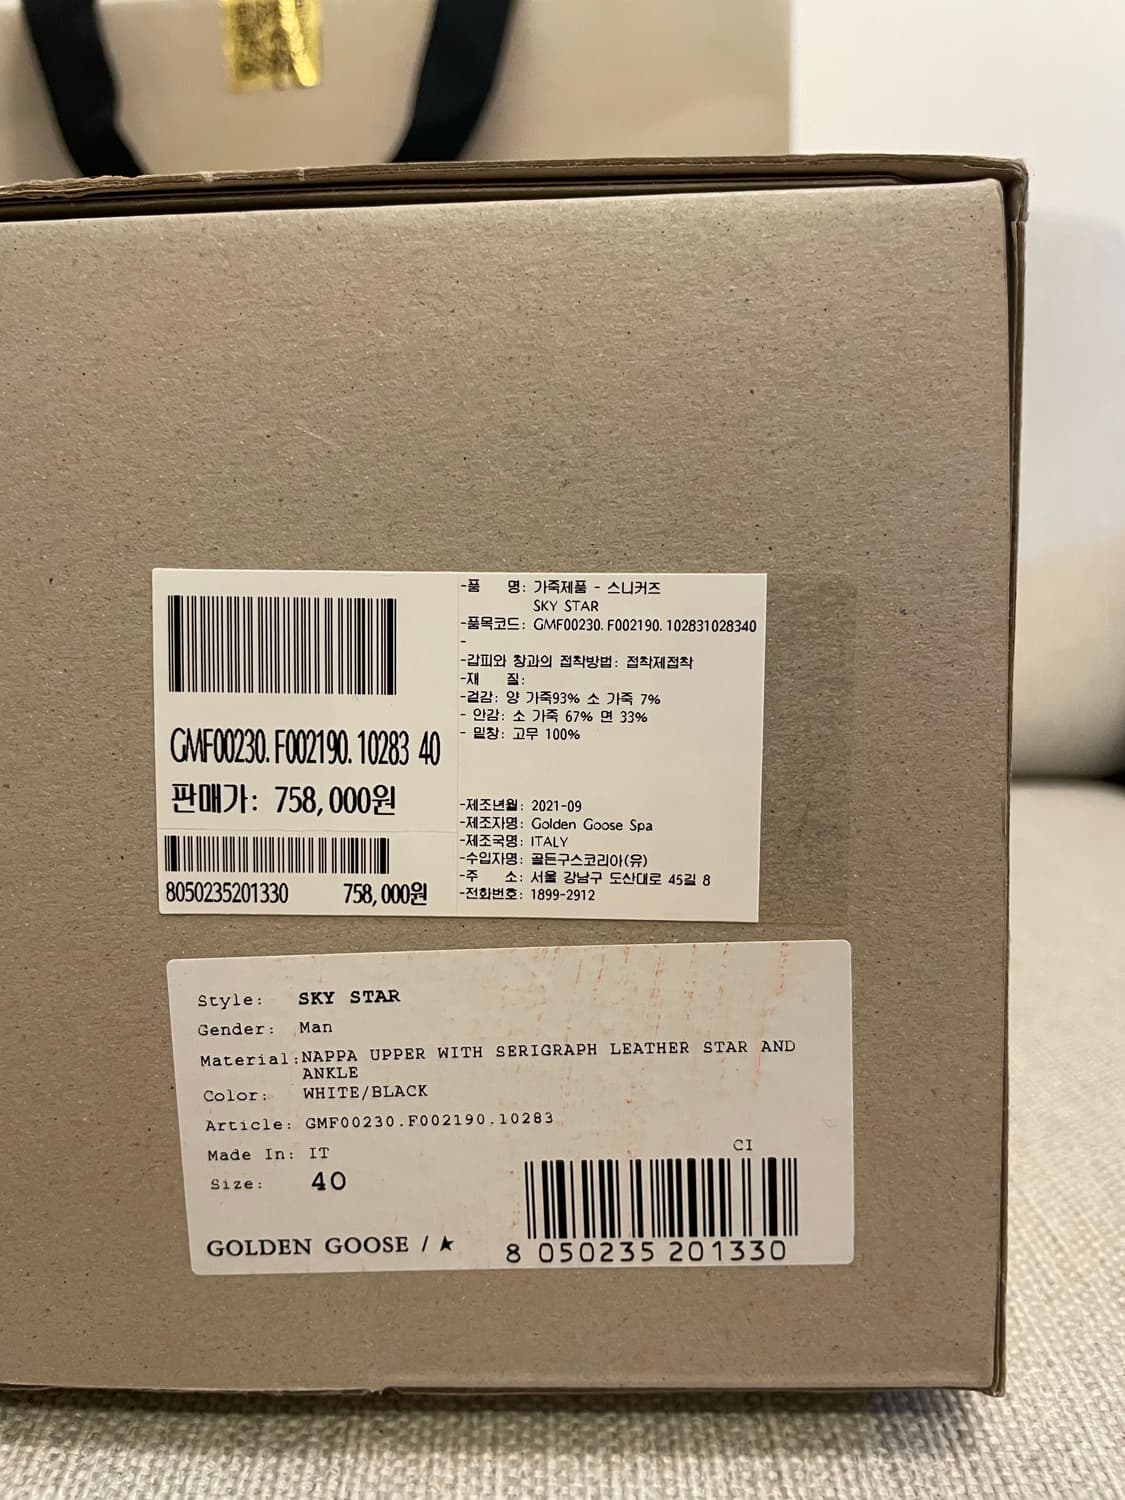 GMF00230.F002190.10283 40
판매가: 758,000원
8050235201330 758,000원
-품 명: 가죽제품 - 스니커즈
SKY STAR
-품목코드: GMF00230.F002190.102831028340
-
-갑피와 창과의 접착방법: 접착제접착
-재 질:
-겉감: 양 가죽93% 소 가죽 7%
- 안감: 소 가죽 67% 면 33%
- 밑창: 고무 100%
-제조년월: 2021-09
-제조자명: Golden Goose Spa
-제조국명: ITALY
-수입자명: 골든구스코리아(유)
-주 소: 서울 강남구 도산대로 45길 8
-전화번호: 1899-2912
Style: SKY STAR
Gender: Man
Material:NAPPA UPPER WITH SERIGRAPH LEATHER STAR AND
ANKLE
Color: WHITE/BLACK
Article: GMF00230.F002190.10283
Made In: IT
Size: 40
CI
GOLDEN GOOSE / ★
8 050235 201330